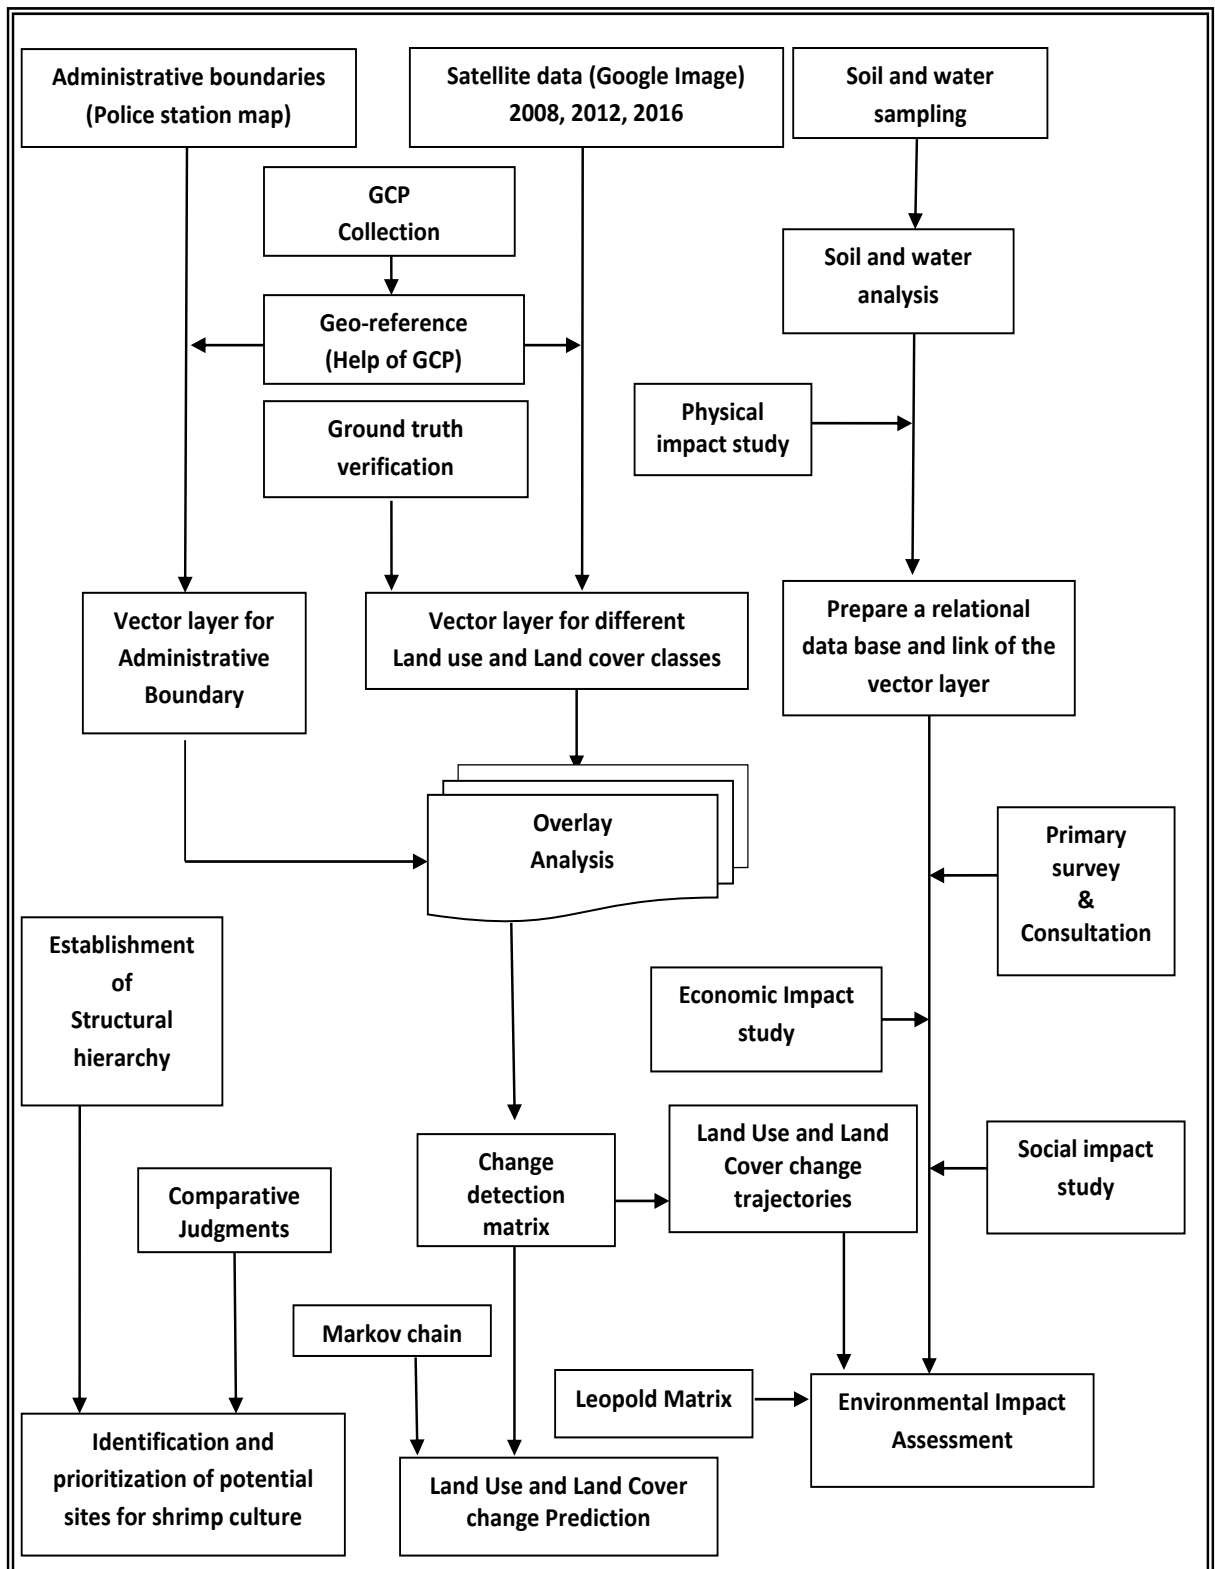 Administrative boundaries
(Police station map)
Satellite data (Google Image)
2008, 2012, 2016
Soil and water
sampling
GCP
Collection
Soil and water
analysis
Geo-reference
(Help of GCP)
Physical
impact study
Ground truth
verification
Vector layer for
Administrative
Boundary
Vector layer for different
Land use and Land cover classes
Prepare a relational
data base and link of the
vector layer
Overlay
Analysis
Primary
survey
&
Consultation
Establishment
of
Structural
hierarchy
Economic Impact
study
Change
detection
matrix
Land Use and Land
Cover change
trajectories
Social impact
study
Comparative
Judgments
Markov chain
Leopold Matrix
Environmental Impact
Assessment
Identification and
prioritization of potential
sites for shrimp culture
Land Use and Land Cover
change Prediction